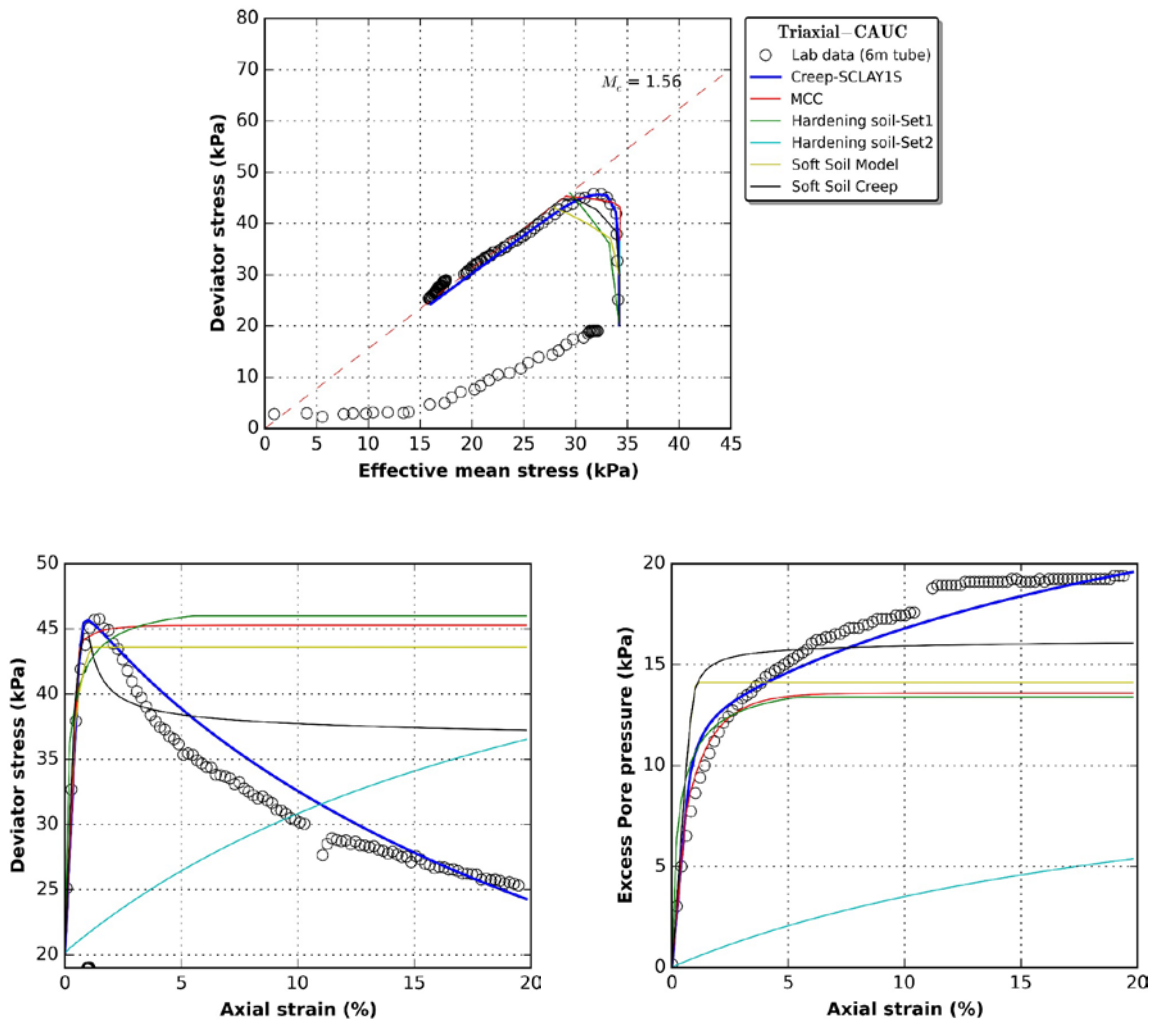 80
70
60
50
40
30
20
10
0
Deviator stress (kPa)
M_c = 1.56
0 5 10 15 20 25 30 35 40 45
Effective mean stress (kPa)
Triaxial−CAUC
Lab data (6m tube)
Creep-SCLAY1S
MCC
Hardening soil-Set1
Hardening soil-Set2
Soft Soil Model
Soft Soil Creep
50
45
40
35
30
25
20
Deviator stress (kPa)
0 5 10 15 20
Axial strain (%)
20
15
10
5
0
Excess Pore pressure (kPa)
0 5 10 15 20
Axial strain (%)